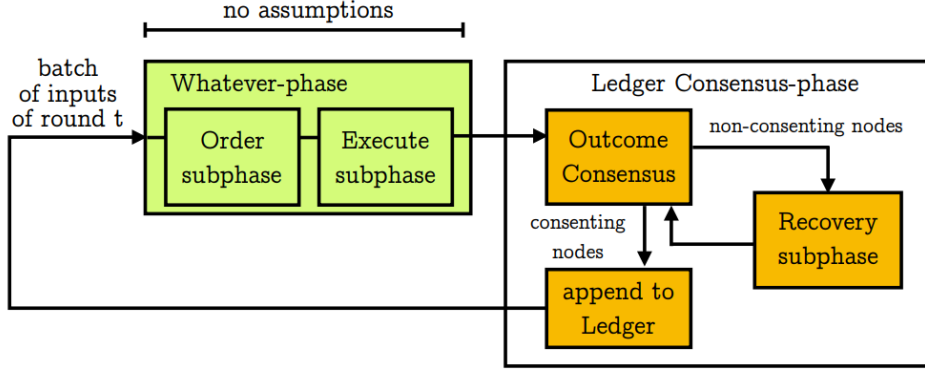 no assumptions
batch
of inputs
of round t
Whatever-phase
Order
subphase
Execute
subphase
Ledger Consensus-phase
Outcome
Consensus
non-consenting nodes
Recovery
subphase
consenting
nodes
append to
Ledger